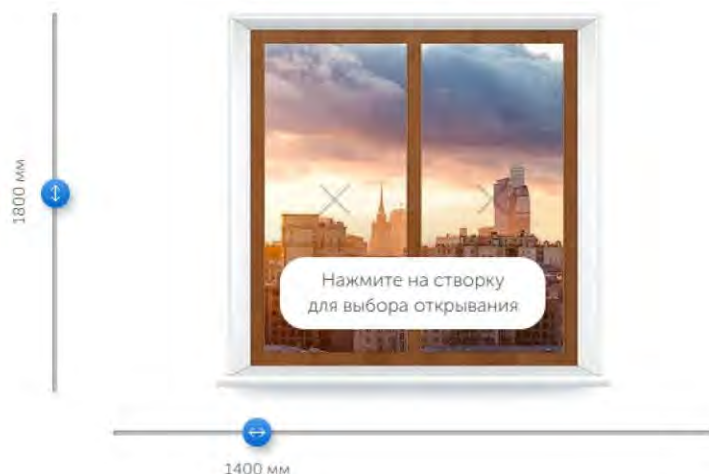 1800 мм
Нажмите на створку
для выбора открывания
1400 мм